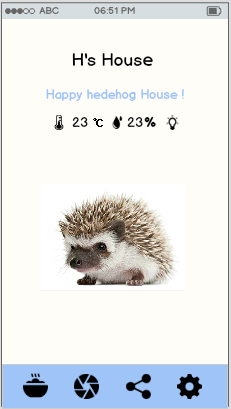 ABC 06:51 PM
H's House
Happy hedehog House !
23 ℃ 23%